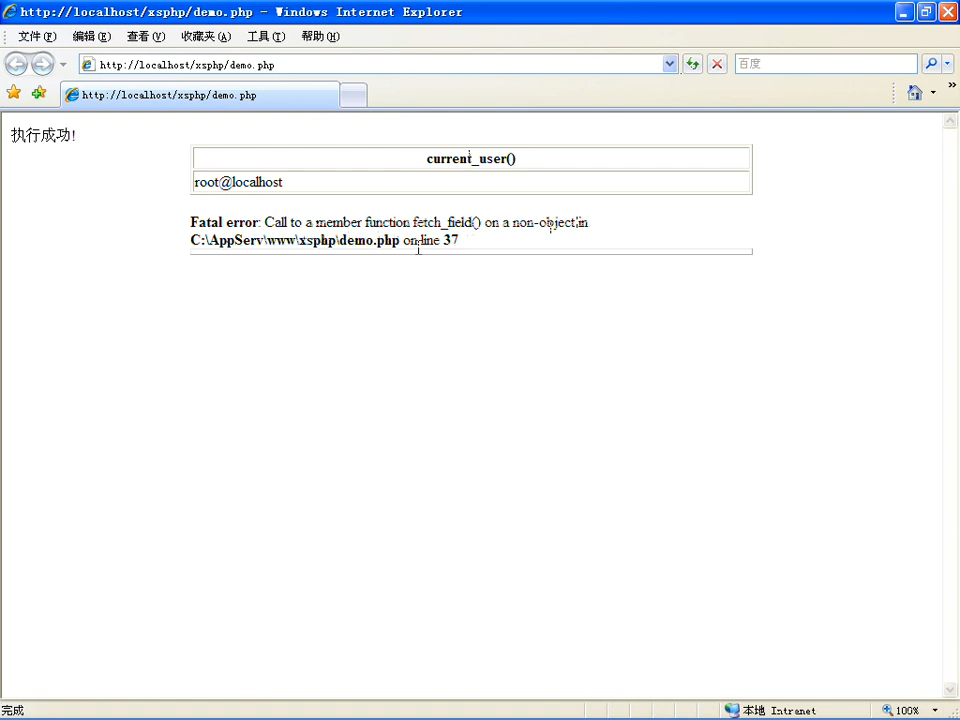 http://localhost/xsphp/demo.php - Windows Internet Explorer
文件(F) 编辑(E) 查看(V) 收藏夹(A) 工具(T) 帮助(H)
http://localhost/xsphp/demo.php 百度
http://localhost/xsphp/demo.php
执行成功!
current_user()
root@localhost
Fatal error: Call to a member function fetch_field() on a non-object in
C:\AppServ\www\xsphp\demo.php on line 37
完成 本地 Intranet 100%